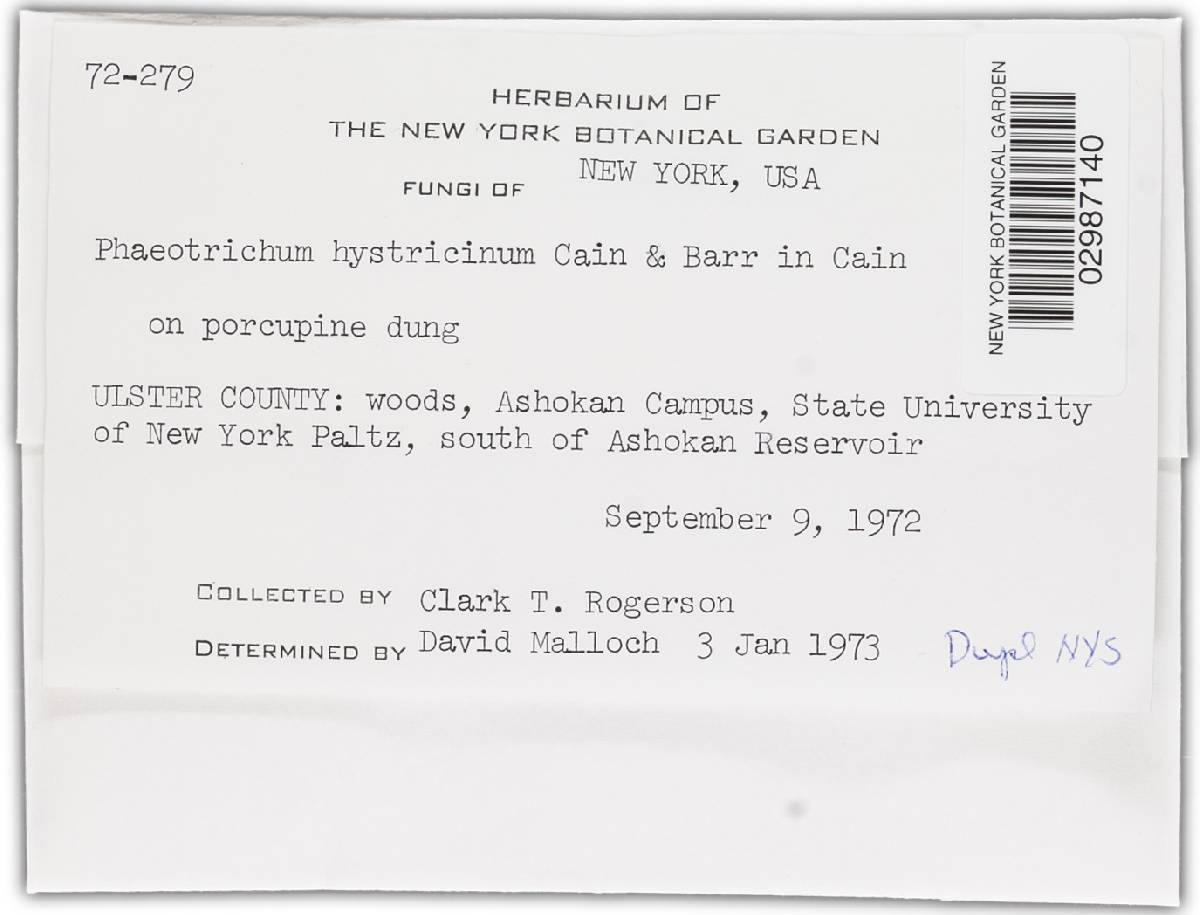 72-279
HERBARIUM OF
THE NEW YORK BOTANICAL GARDEN
FUNGI OF NEW YORK, USA
Phaeotrichum hystricinum Cain & Barr in Cain
on porcupine dung
ULSTER COUNTY: woods, Ashokan Campus, State University
of New York Paltz, south of Ashokan Reservoir
September 9, 1972
COLLECTED BY Clark T. Rogerson
DETERMINED BY David Malloch 3 Jan 1973
Dupl NYS
NEW YORK BOTANICAL GARDEN
02987140